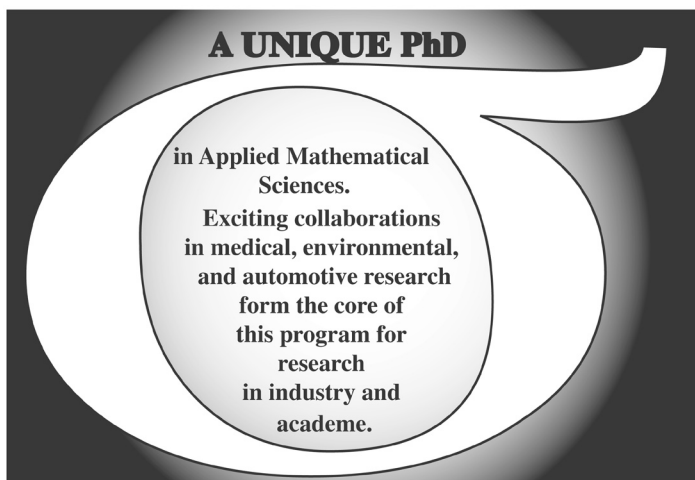 A UNIQUE PhD
in Applied Mathematical
Sciences.
Exciting collaborations
in medical, environmental,
and automotive research
form the core of
this program for
research
in industry and
academe.